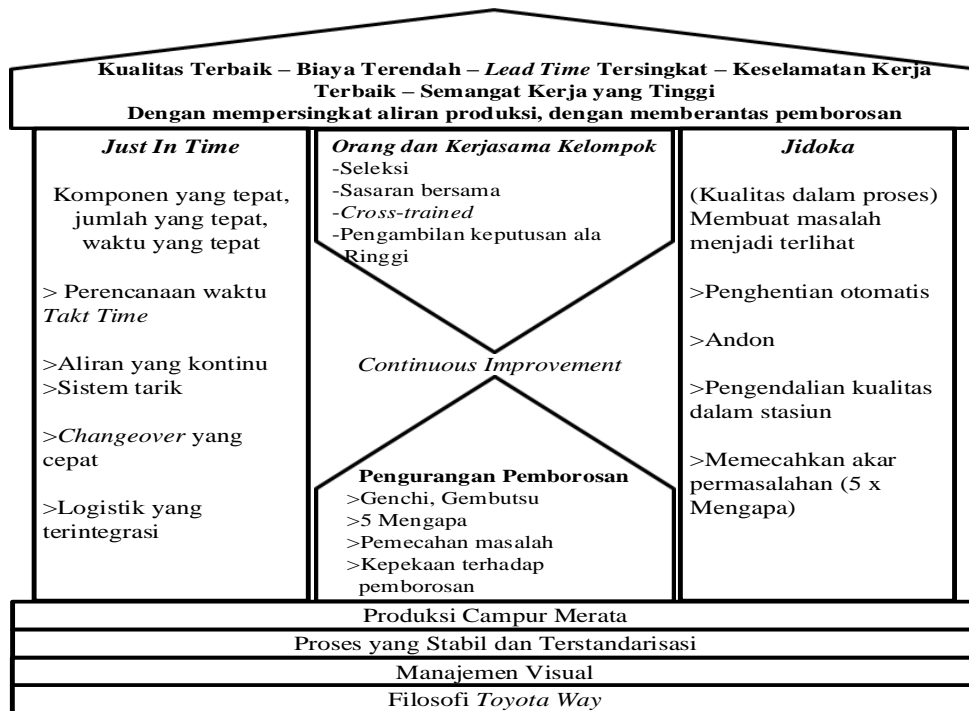 Kualitas Terbaik – Biaya Terendah – Lead Time Tersingkat – Keselamatan Kerja
Terbaik – Semangat Kerja yang Tinggi
Dengan mempersingkat aliran produksi, dengan memberantas pemborosan
Just In Time
Komponen yang tepat,
jumlah yang tepat,
waktu yang tepat
> Perencanaan waktu
Takt Time
>Aliran yang kontinu
>Sistem tarik
>Changeover yang
cepat
>Logistik yang
terintegrasi
Orang dan Kerjasama Kelompok
-Seleksi
-Sasaran bersama
-Cross-trained
-Pengambilan keputusan ala
Ringgi
Continuous Improvement
Pengurangan Pemborosan
>Genchi, Gembutsu
>5 Mengapa
>Pemecahan masalah
>Kepekaan terhadap
pemborosan
Jidoka
(Kualitas dalam proses)
Membuat masalah
menjadi terlihat
>Penghentian otomatis
>Andon
>Pengendalian kualitas
dalam stasiun
>Memecahkan akar
permasalahan (5 x
Mengapa)
Produksi Campur Merata
Proses yang Stabil dan Terstandarisasi
Manajemen Visual
Filosofi Toyota Way